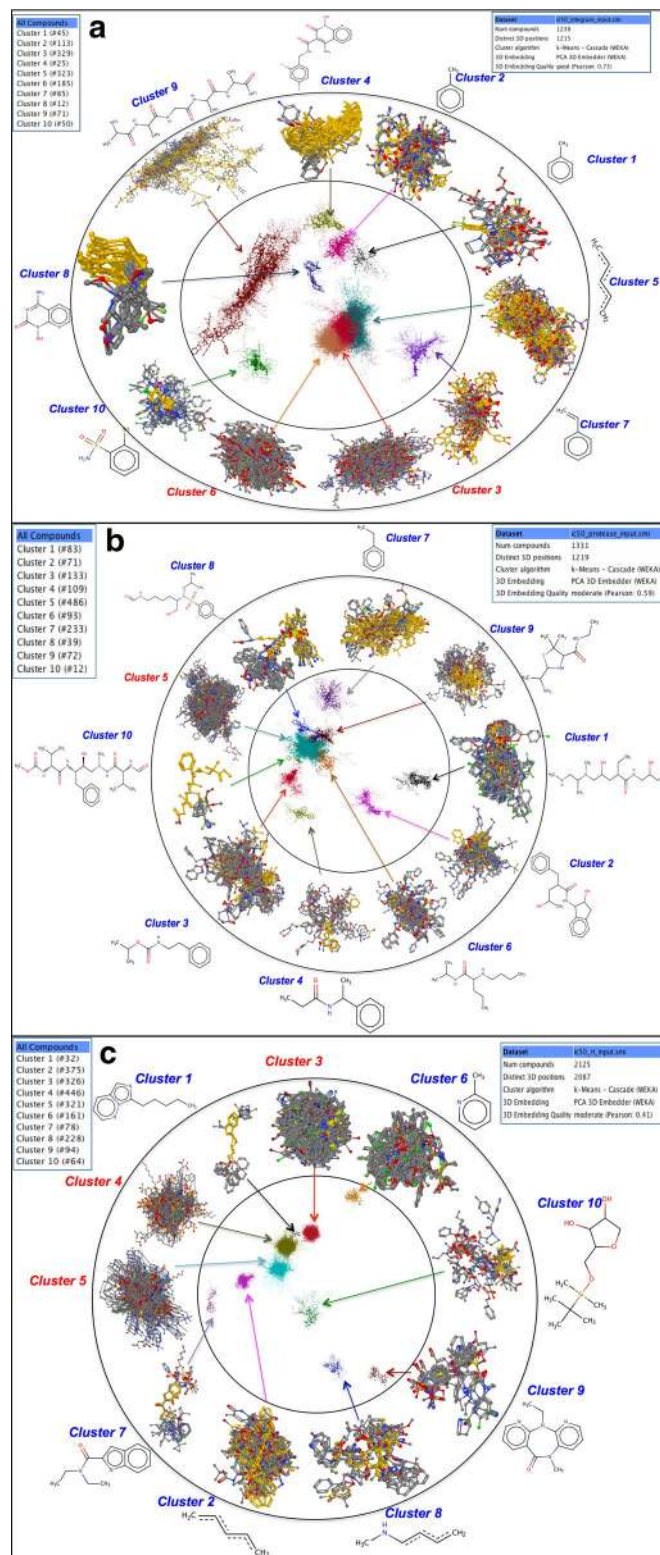 a
All Compounds
Cluster 1 (#45)
Cluster 2 (#113)
Cluster 3 (#329)
Cluster 4 (#25)
Cluster 5 (#323)
Cluster 6 (#185)
Cluster 7 (#85)
Cluster 8 (#12)
Cluster 9 (#71)
Cluster 10 (#50)
Dataset ic50_integrase_input.smi
Num compounds 1238
Distinct 3D positions 1215
Cluster algorithm k-Means - Cascade (WEKA)
3D Embedding PCA 3D Embedder (WEKA)
3D Embedding Quality good (Pearson: 0.73)
Cluster 4
Cluster 2
Cluster 9
Cluster 1
Cluster 8
Cluster 5
Cluster 10
Cluster 7
Cluster 6
Cluster 3
b
All Compounds
Cluster 1 (#83)
Cluster 2 (#71)
Cluster 3 (#133)
Cluster 4 (#109)
Cluster 5 (#486)
Cluster 6 (#93)
Cluster 7 (#233)
Cluster 8 (#39)
Cluster 9 (#72)
Cluster 10 (#12)
Dataset ic50_protease_input.smi
Num compounds 1331
Distinct 3D positions 1219
Cluster algorithm k-Means - Cascade (WEKA)
3D Embedding PCA 3D Embedder (WEKA)
3D Embedding Quality moderate (Pearson: 0.59)
Cluster 7
Cluster 8
Cluster 9
Cluster 5
Cluster 1
Cluster 10
Cluster 2
Cluster 3
Cluster 6
Cluster 4
c
All Compounds
Cluster 1 (#32)
Cluster 2 (#375)
Cluster 3 (#326)
Cluster 4 (#446)
Cluster 5 (#321)
Cluster 6 (#161)
Cluster 7 (#78)
Cluster 8 (#228)
Cluster 9 (#94)
Cluster 10 (#64)
Dataset ic50_rt_input.smi
Num compounds 2125
Distinct 3D positions 2087
Cluster algorithm k-Means - Cascade (WEKA)
3D Embedding PCA 3D Embedder (WEKA)
3D Embedding Quality moderate (Pearson: 0.41)
Cluster 3
Cluster 1
Cluster 6
Cluster 4
Cluster 10
Cluster 5
Cluster 9
Cluster 7
Cluster 2
Cluster 8